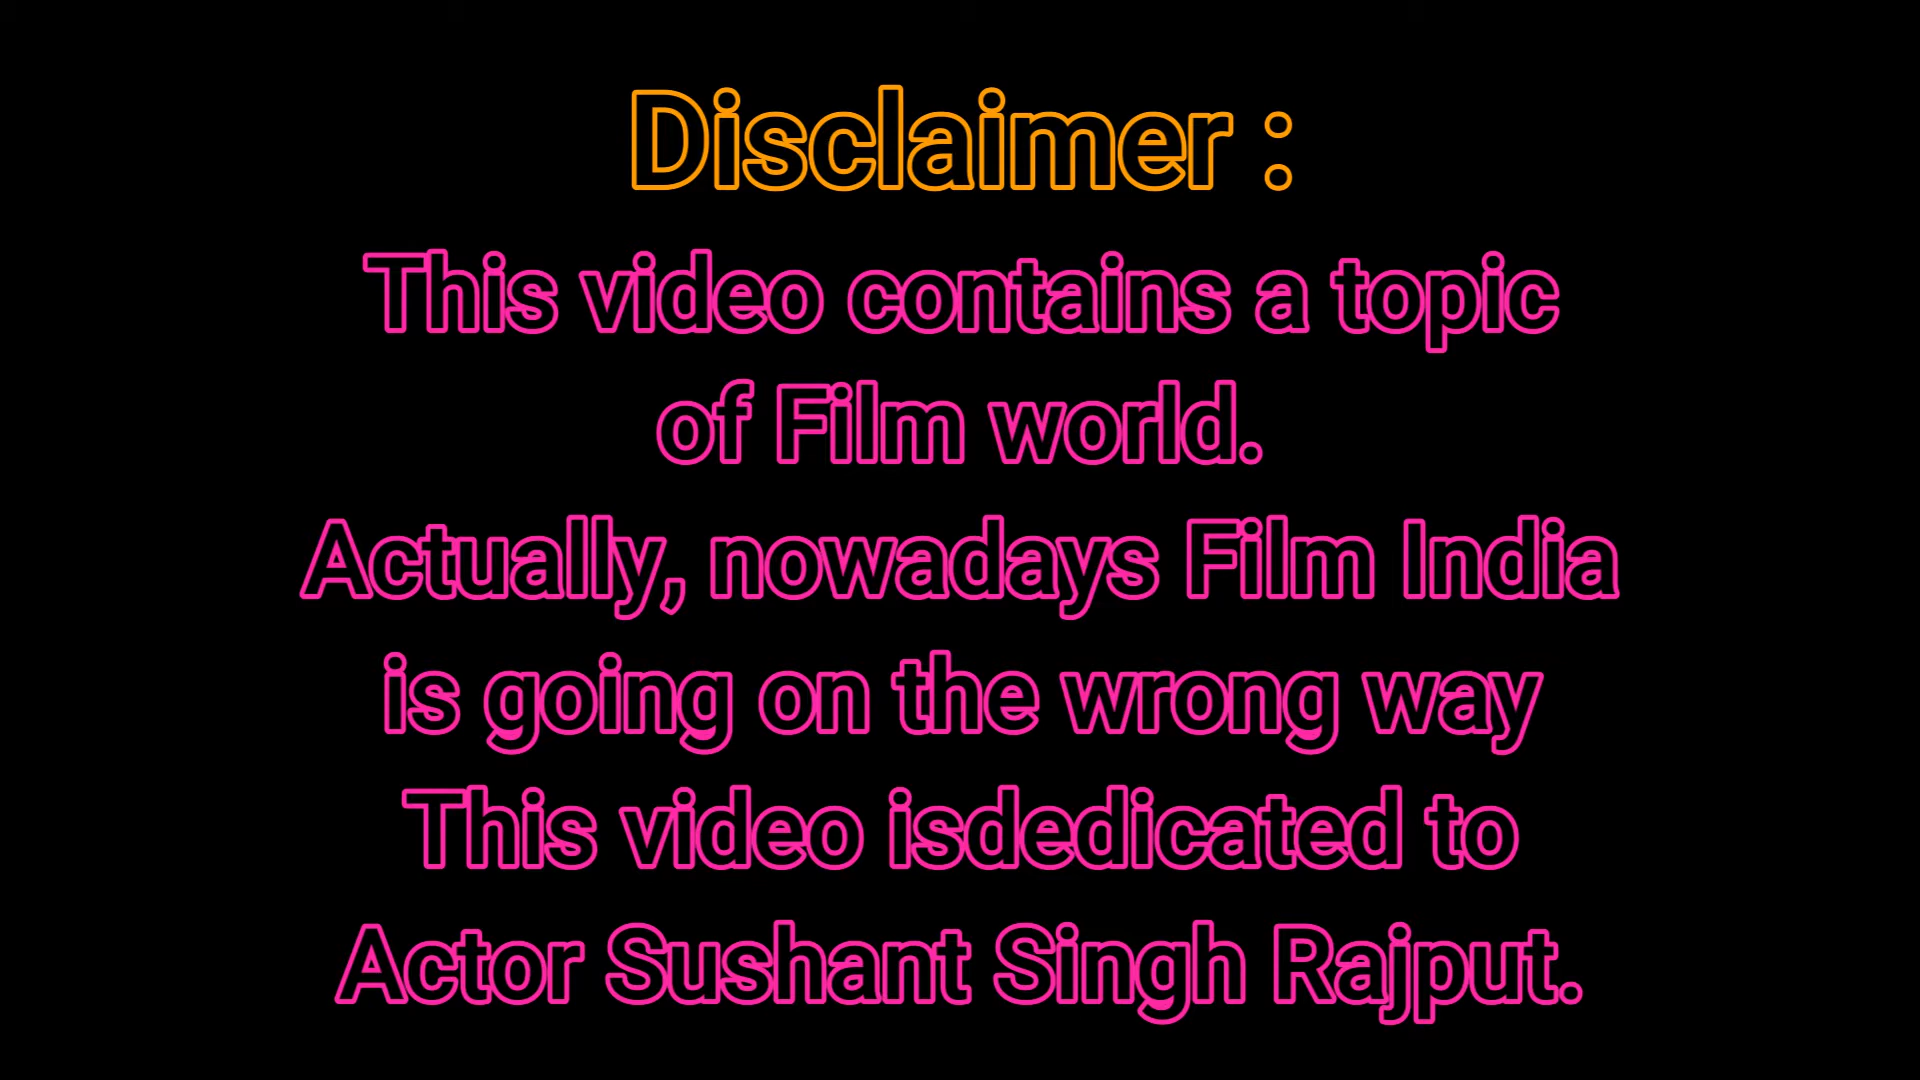 Disclaimer :
This video contains a topic
of Film world.
Actually, nowadays Film India
is going on the wrong way
This video isdedicated to
Actor Sushant Singh Rajput.